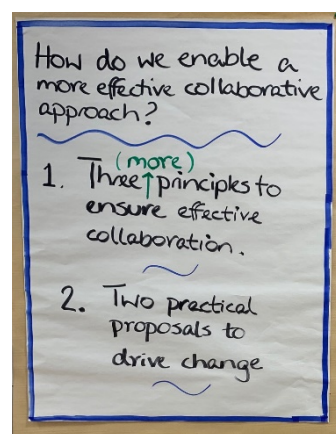 How do we enable a
more effective collaborative
approach?
(more)
1. Three↑principles to
ensure effective
collaboration.
2. Two practical
proposals to
drive change